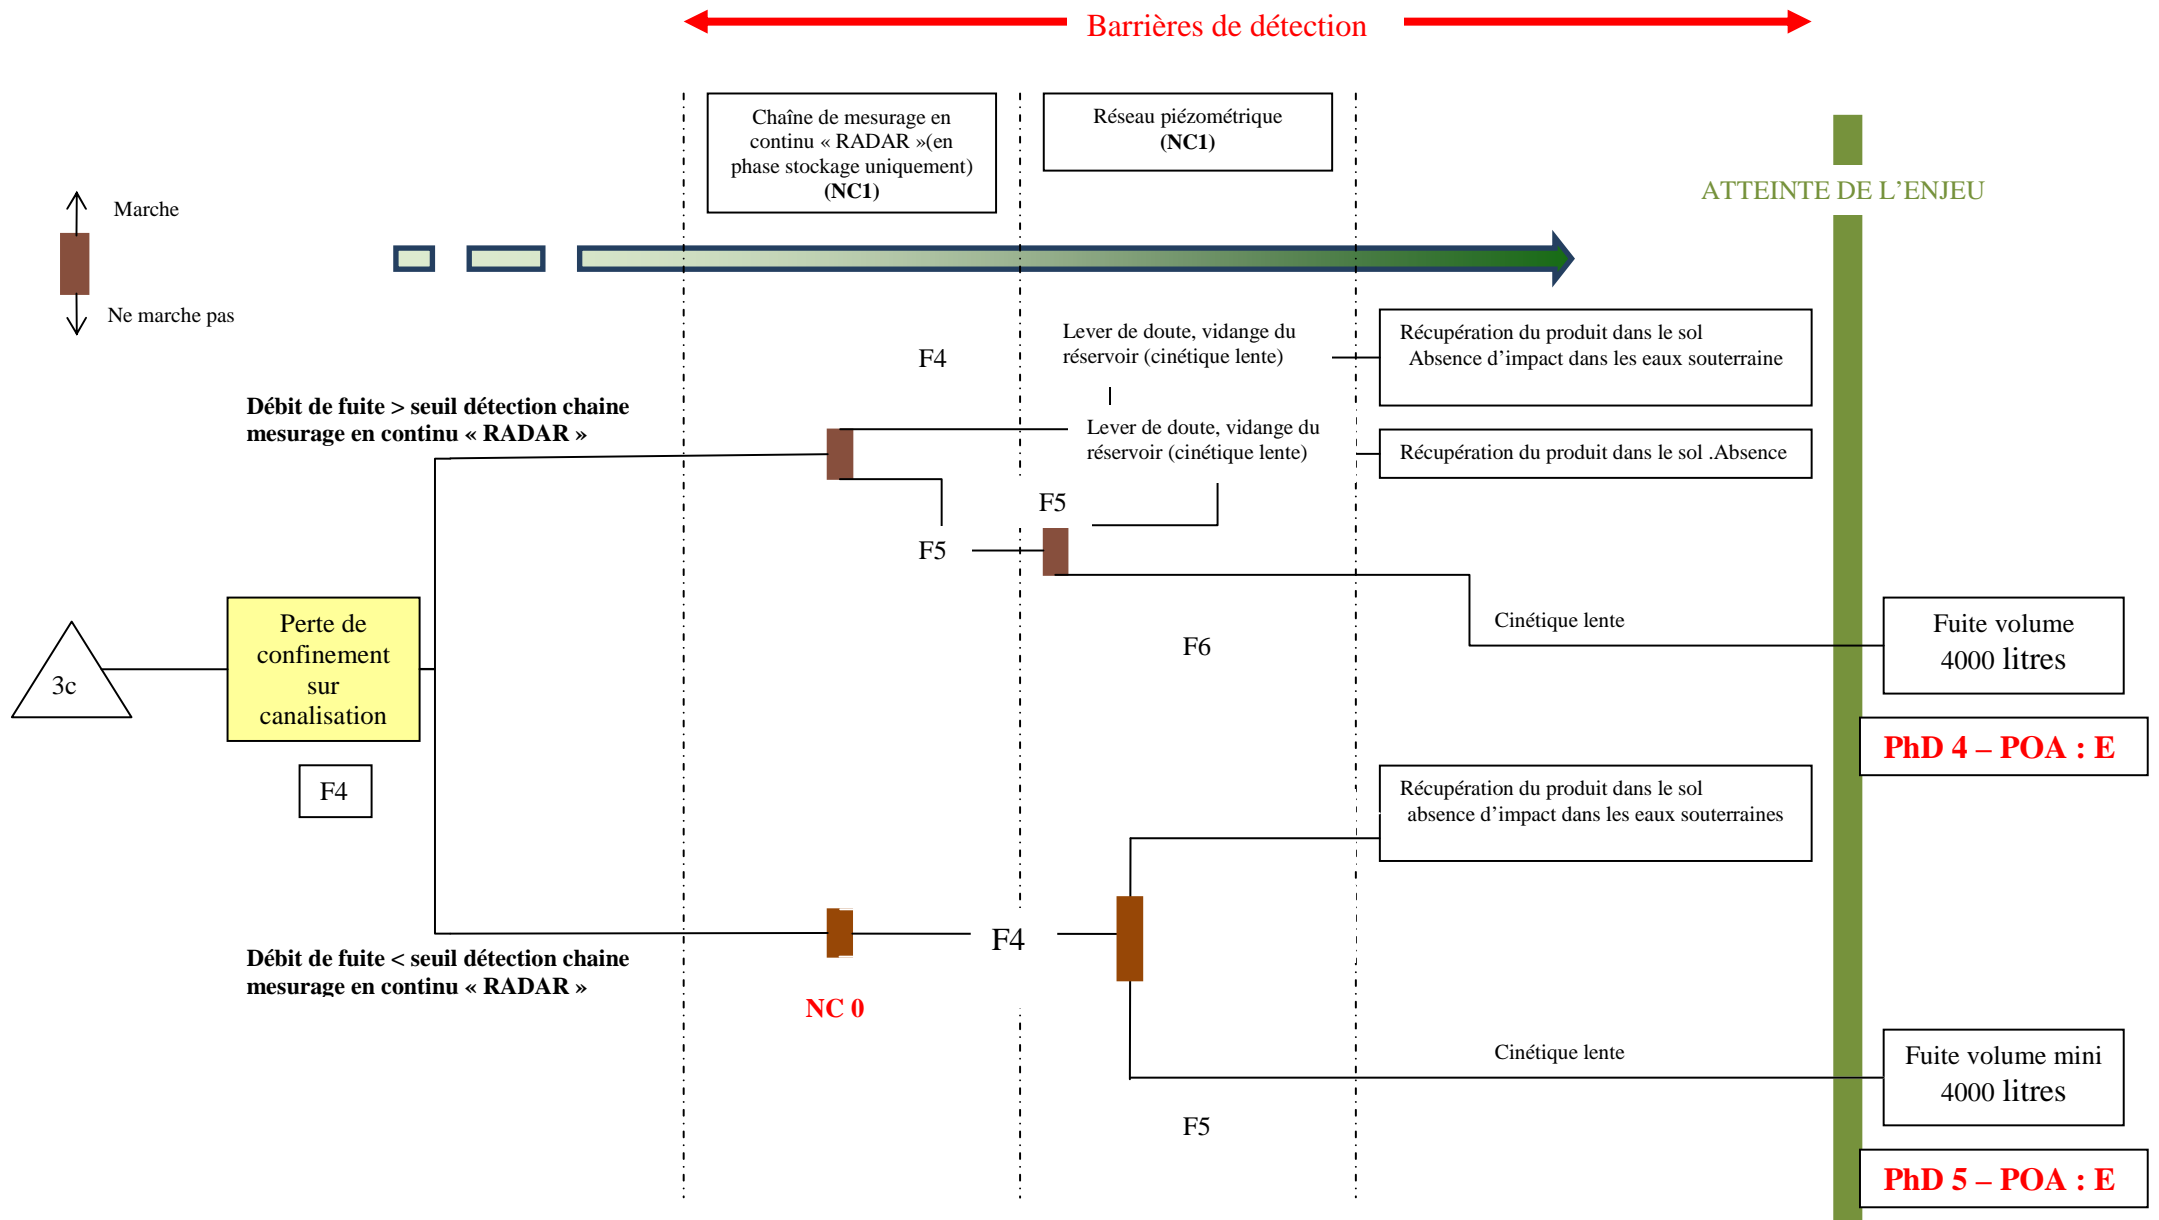 Barrières de détection
Chaîne de mesurage en
continu « RADAR »(en
phase stockage uniquement)
(NC1)
Réseau piézométrique
(NC1)
ATTEINTE DE L’ENJEU
Marche
Ne marche pas
F4
Lever de doute, vidange du
réservoir (cinétique lente)
Récupération du produit dans le sol
Absence d’impact dans les eaux souterraine
Débit de fuite > seuil détection chaine
mesurage en continu « RADAR »
Lever de doute, vidange du
réservoir (cinétique lente)
Récupération du produit dans le sol .Absence
F5
F5
Cinétique lente
F6
Fuite volume
4000 litres
3c
Perte de
confinement
sur
canalisation
F4
PhD 4 – POA : E
Récupération du produit dans le sol
absence d’impact dans les eaux souterraines
F4
Débit de fuite < seuil détection chaine
mesurage en continu « RADAR »
NC 0
Cinétique lente
Fuite volume mini
4000 litres
F5
PhD 5 – POA : E